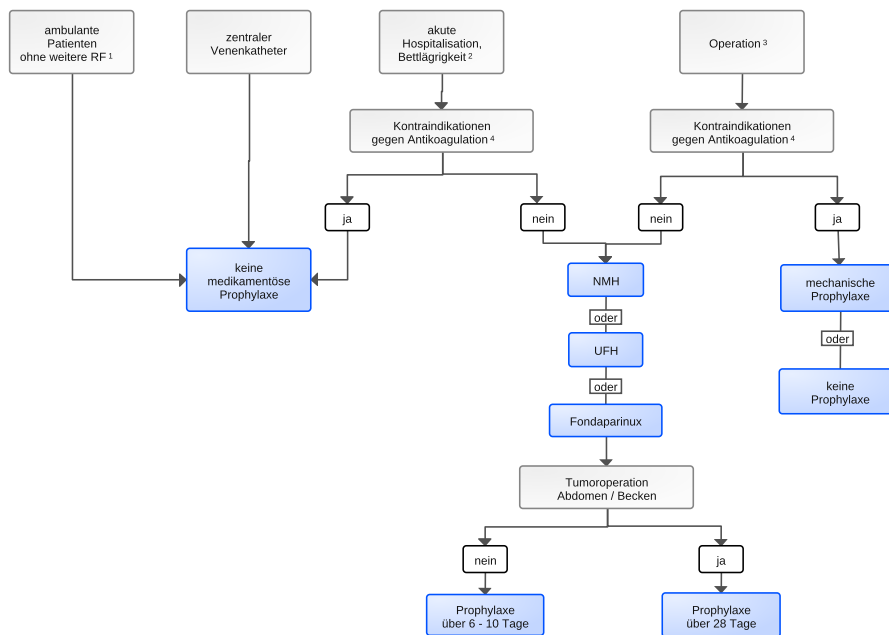 ambulante
Patienten
ohne weitere RF 1
zentraler
Venenkatheter
akute
Hospitalisation,
Bettlägrigkeit 2
Operation 3
Kontraindikationen
gegen Antikoagulation 4
Kontraindikationen
gegen Antikoagulation 4
ja
nein
nein
ja
keine
medikamentöse
Prophylaxe
NMH
mechanische
Prophylaxe
oder
oder
UFH
oder
keine
Prophylaxe
Fondaparinux
Tumoroperation
Abdomen / Becken
nein
ja
Prophylaxe
über 6 - 10 Tage
Prophylaxe
über 28 Tage